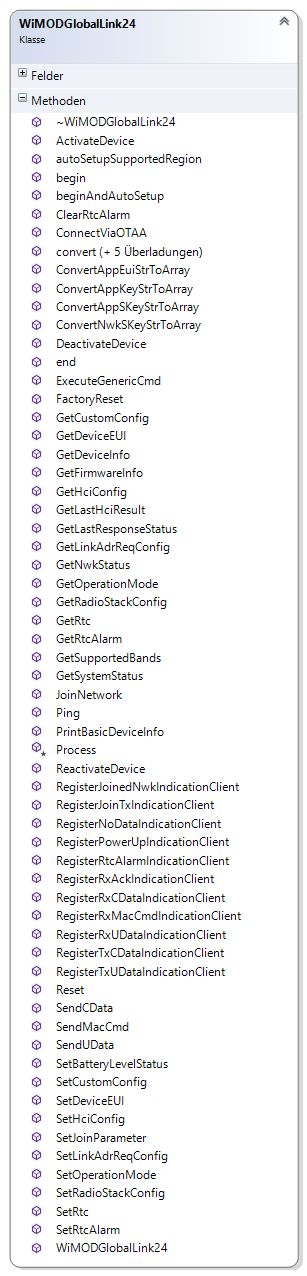 WiMODGlobalLink24
Klasse
Felder
Methoden
~WiMODGlobalLink24
ActivateDevice
autoSetupSupportedRegion
begin
beginAndAutoSetup
ClearRtcAlarm
ConnectViaOTAA
convert (+ 5 Überladungen)
ConvertAppEuiStrToArray
ConvertAppKeyStrToArray
ConvertAppSKeyStrToArray
ConvertNwkSKeyStrToArray
DeactivateDevice
end
ExecuteGenericCmd
FactoryReset
GetCustomConfig
GetDeviceEUI
GetDeviceInfo
GetFirmwareInfo
GetHciConfig
GetLastHciResult
GetLastResponseStatus
GetLinkAdrReqConfig
GetNwkStatus
GetOperationMode
GetRadioStackConfig
GetRtc
GetRtcAlarm
GetSupportedBands
GetSystemStatus
JoinNetwork
Ping
PrintBasicDeviceInfo
Process
ReactivateDevice
RegisterJoinedNwkIndicationClient
RegisterJoinTxIndicationClient
RegisterNoDataIndicationClient
RegisterPowerUpIndicationClient
RegisterRtcAlarmIndicationClient
RegisterRxAckIndicationClient
RegisterRxCDataIndicationClient
RegisterRxMacCmdIndicationClient
RegisterRxUDataIndicationClient
RegisterTxCDataIndicationClient
RegisterTxUDataIndicationClient
Reset
SendCData
SendMacCmd
SendUData
SetBatteryLevelStatus
SetCustomConfig
SetDeviceEUI
SetHciConfig
SetJoinParameter
SetLinkAdrReqConfig
SetOperationMode
SetRadioStackConfig
SetRtc
SetRtcAlarm
WiMODGlobalLink24